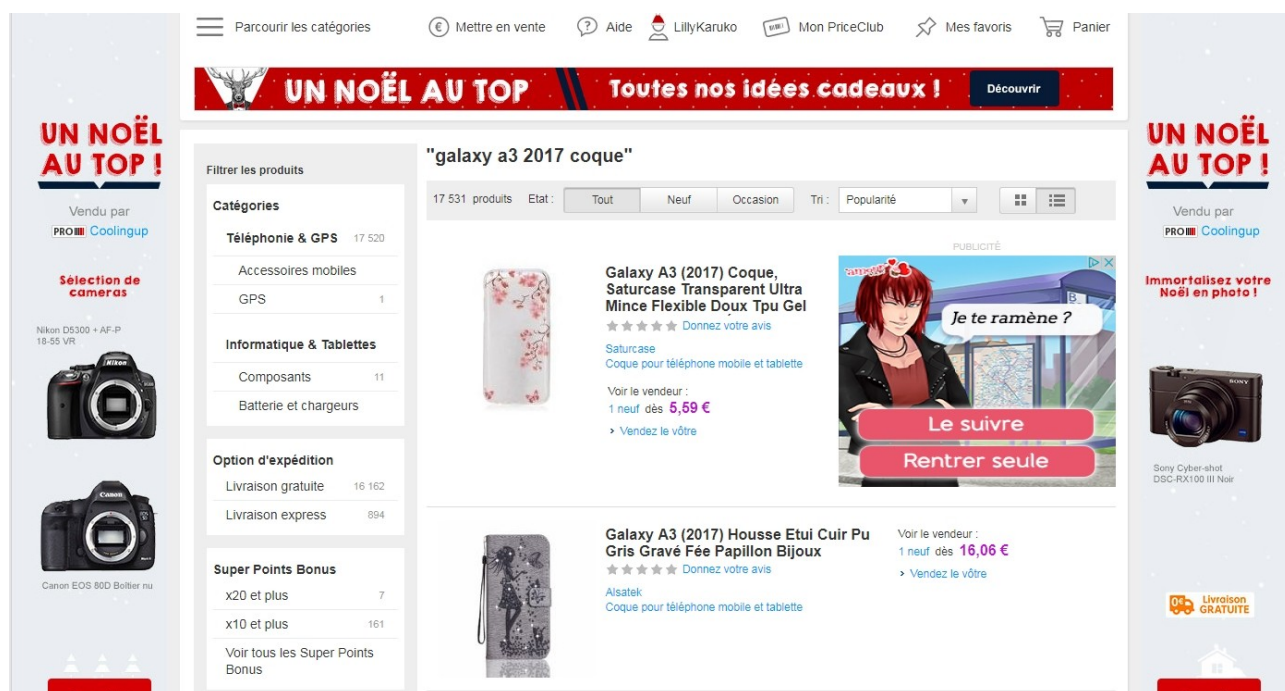 Parcourir les catégories
Mettre en vente
Aide
LillyKaruko
Mon PriceClub
Mes favoris
Panier
UN NOËL AU TOP
Toutes nos idées cadeaux !
Découvrir
UN NOËL
AU TOP !
Vendu par
PRO Coolingup
Sélection de
cameras
Nikon D5300 + AF-P
18-55 VR
Nikon
Canon
Canon EOS 80D Boîtier nu
Filtrer les produits
Catégories
Téléphonie & GPS 17 520
Accessoires mobiles
GPS 1
Informatique & Tablettes
Composants 11
Batterie et chargeurs
Option d'expédition
Livraison gratuite 16 162
Livraison express 894
Super Points Bonus
x20 et plus 7
x10 et plus 161
Voir tous les Super Points
Bonus
"galaxy a3 2017 coque"
17 531 produits Etat : Tout Neuf Occasion Tri : Popularité
Galaxy A3 (2017) Coque,
Saturcase Transparent Ultra
Mince Flexible Doux Tpu Gel
Donnez votre avis
Saturcase
Coque pour téléphone mobile et tablette
Voir le vendeur :
1 neuf dès 5,59 €
› Vendez le vôtre
PUBLICITÉ
Je te ramène ?
Le suivre
Rentrer seule
Galaxy A3 (2017) Housse Etui Cuir Pu
Gris Gravé Fée Papillon Bijoux
Donnez votre avis
Alsatek
Coque pour téléphone mobile et tablette
Voir le vendeur :
1 neuf dès 16,06 €
› Vendez le vôtre
UN NOËL
AU TOP !
Vendu par
PRO Coolingup
Immortalisez votre
Noël en photo !
SONY
Sony Cyber-shot
DSC-RX100 III Noir
0€ Livraison
GRATUITE